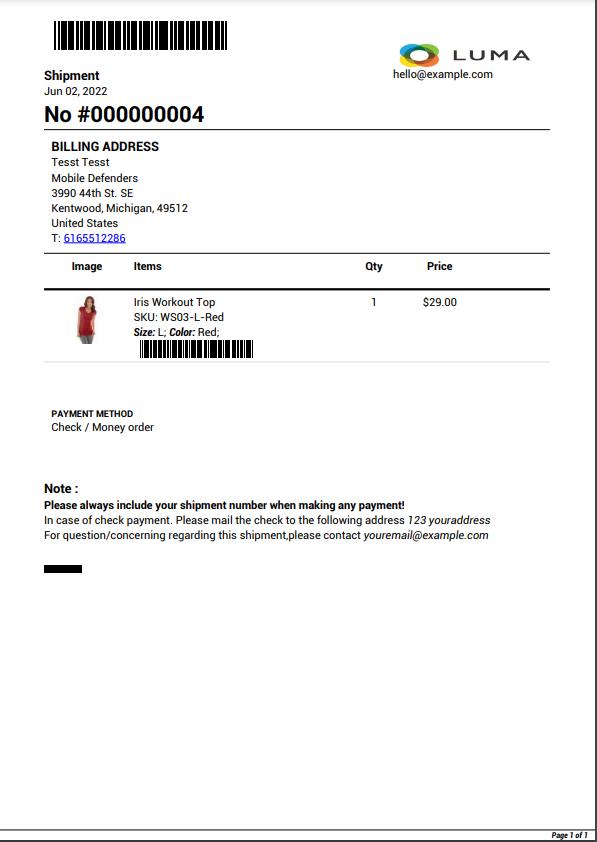 LUMA
hello@example.com
Shipment
Jun 02, 2022
No #000000004
BILLING ADDRESS
Tesst Tesst
Mobile Defenders
3990 44th St. SE
Kentwood, Michigan, 49512
United States
T: 6165512286
Image Items Qty Price
Iris Workout Top 1 $29.00
SKU: WS03-L-Red
Size: L; Color: Red;
PAYMENT METHOD
Check / Money order
Note :
Please always include your shipment number when making any payment!
In case of check payment. Please mail the check to the following address 123 youraddress
For question/concerning regarding this shipment,please contact youremail@example.com
Page 1 of 1